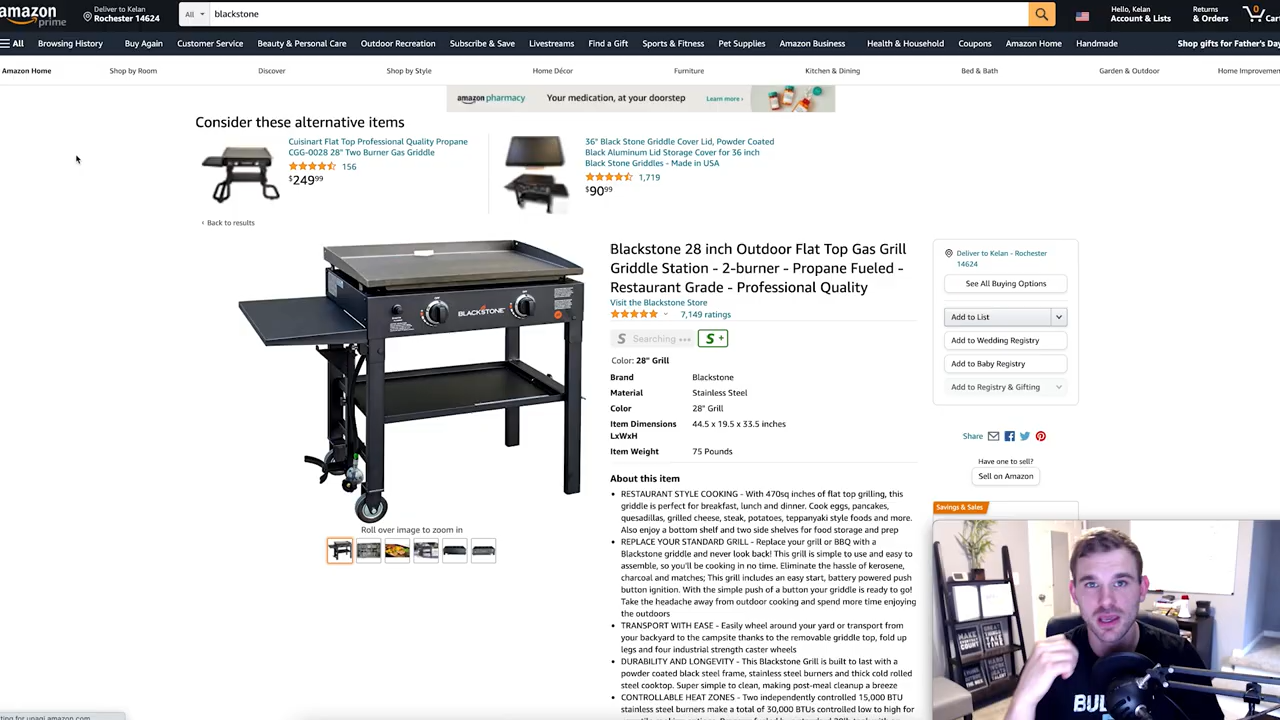 amazon prime
Deliver to Kelan
Rochester 14624
All
blackstone
Hello, Kelan
Account & Lists
Returns
& Orders
0
All
Browsing History
Buy Again
Customer Service
Beauty & Personal Care
Outdoor Recreation
Subscribe & Save
Livestreams
Find a Gift
Sports & Fitness
Pet Supplies
Amazon Business
Health & Household
Coupons
Amazon Home
Handmade
Shop gifts for Father's Day
Amazon Home
Shop by Room
Discover
Shop by Style
Home Décor
Furniture
Kitchen & Dining
Bed & Bath
Garden & Outdoor
Home Improvemen
amazon pharmacy Your medication, at your doorstep Learn more ›
Consider these alternative items
Cuisinart Flat Top Professional Quality Propane
CGG-0028 28" Two Burner Gas Griddle
156
$249⁹⁹
36" Black Stone Griddle Cover Lid, Powder Coated
Black Aluminum Lid Storage Cover for 36 inch
Black Stone Griddles - Made in USA
1,719
$90⁹⁹
‹ Back to results
BLACKSTONE
Roll over image to zoom in
Blackstone 28 inch Outdoor Flat Top Gas Grill
Griddle Station - 2-burner - Propane Fueled -
Restaurant Grade - Professional Quality
Visit the Blackstone Store
7,149 ratings
S Searching •••
S +
Color: 28" Grill
Brand Blackstone
Material Stainless Steel
Color 28" Grill
Item Dimensions 44.5 x 19.5 x 33.5 inches
LxWxH
Item Weight 75 Pounds
About this item
• RESTAURANT STYLE COOKING - With 470sq inches of flat top grilling, this
griddle is perfect for breakfast, lunch and dinner. Cook eggs, pancakes,
quesadillas, grilled cheese, steak, potatoes, teppanyaki style foods and more.
Also enjoy a bottom shelf and two side shelves for food storage and prep
• REPLACE YOUR STANDARD GRILL - Replace your grill or BBQ with a
Blackstone griddle and never look back! This grill is simple to use and easy to
assemble, so you'll be cooking in no time. Eliminate the hassle of kerosene,
charcoal and matches; This grill includes an easy start, battery powered push
button ignition. With the simple push of a button your griddle is ready to go!
Take the headache away from outdoor cooking and spend more time enjoying
the outdoors
• TRANSPORT WITH EASE - Easily wheel around your yard or transport from
your backyard to the campsite thanks to the removable griddle top, fold up
legs and four industrial strength caster wheels
• DURABILITY AND LONGEVITY - This Blackstone Grill is built to last with a
powder coated black steel frame, stainless steel burners and thick cold rolled
steel cooktop. Super simple to clean, making post-meal cleanup a breeze
• CONTROLLABLE HEAT ZONES - Two independently controlled 15,000 BTU
stainless steel burners make a total of 30,000 BTUs controlled low to high for
Deliver to Kelan - Rochester
14624
See All Buying Options
Add to List
Add to Wedding Registry
Add to Baby Registry
Add to Registry & Gifting
Share
Have one to sell?
Sell on Amazon
Savings & Sales
MAKE
EVERYDAY
COUNT
GREAT
THINGS
TAKE
TIME
BUL